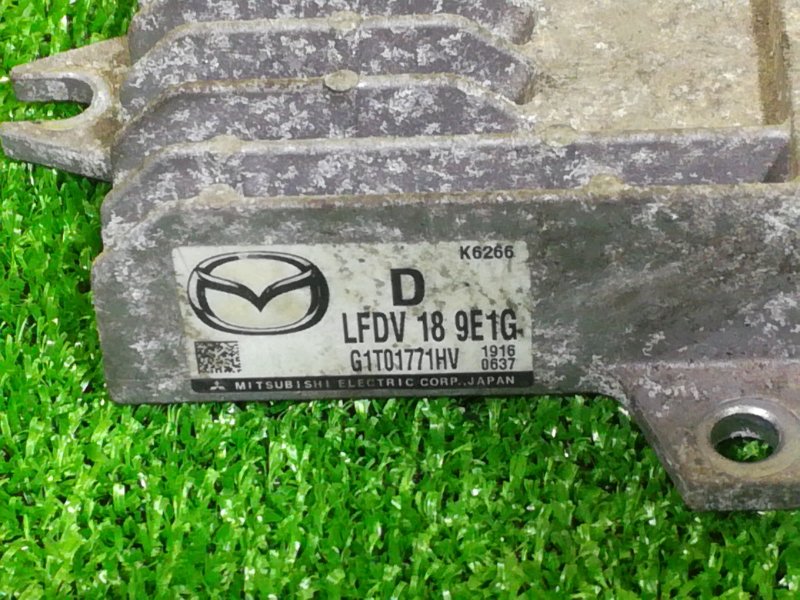 K6266
D
LFDV 18 9E1G
G1T01771HV 1916
0637
MITSUBISHI ELECTRIC CORP., JAPAN